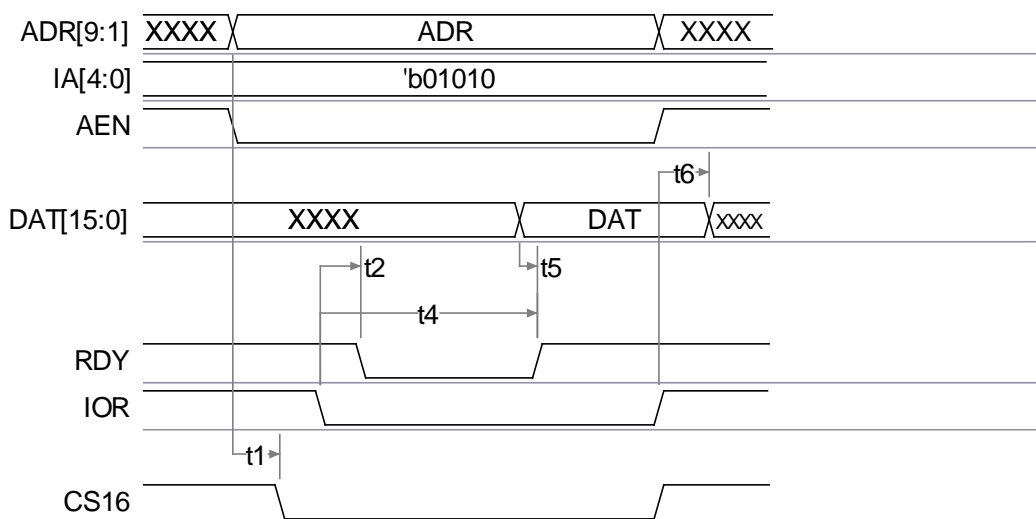 ADR[9:1] XXXX ADR XXXX
IA[4:0] 'b01010
AEN
t6
DAT[15:0] XXXX DAT XXXX
t2 t5
t4
RDY
IOR
t1
CS16